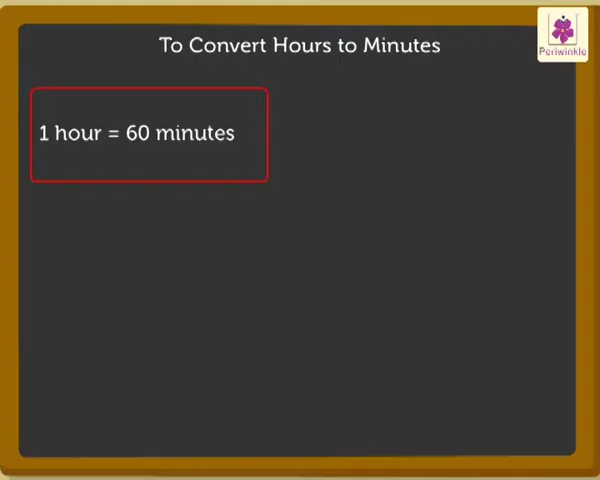 To Convert Hours to Minutes
Periwinkle
1 hour = 60 minutes